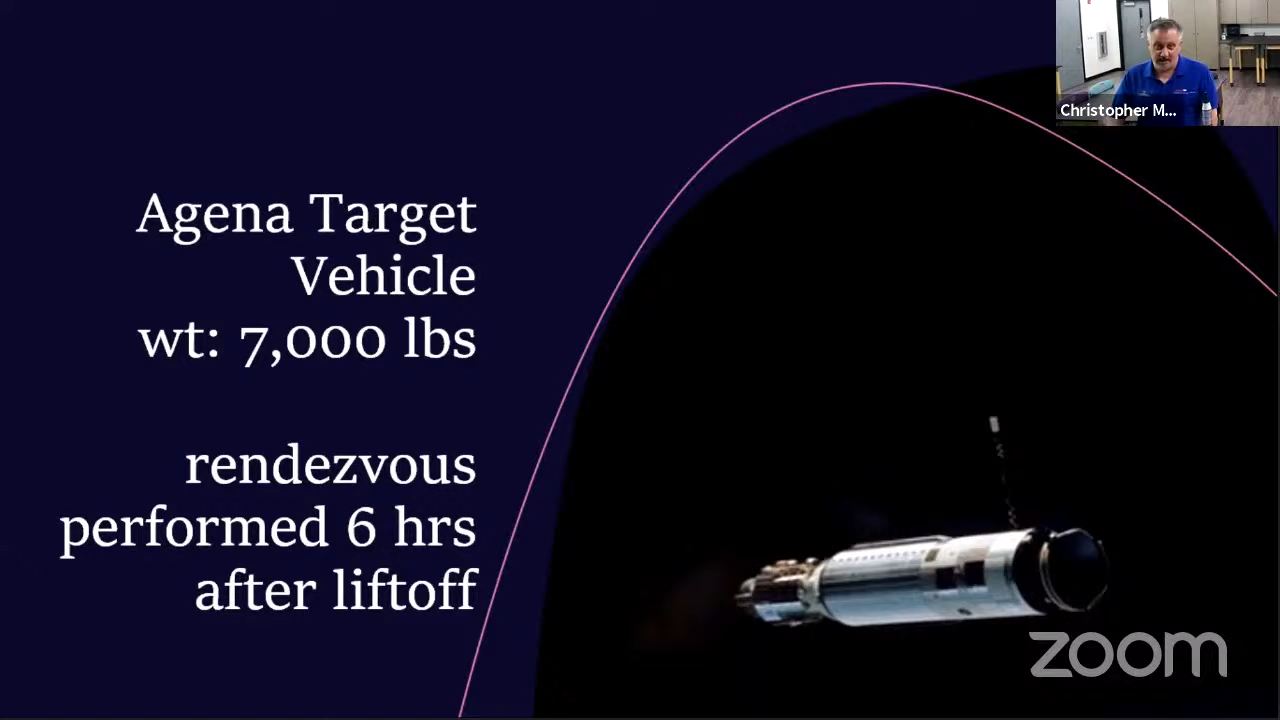 Christopher M...
Agena Target
Vehicle
wt: 7,000 lbs
rendezvous
performed 6 hrs
after liftoff
zoom